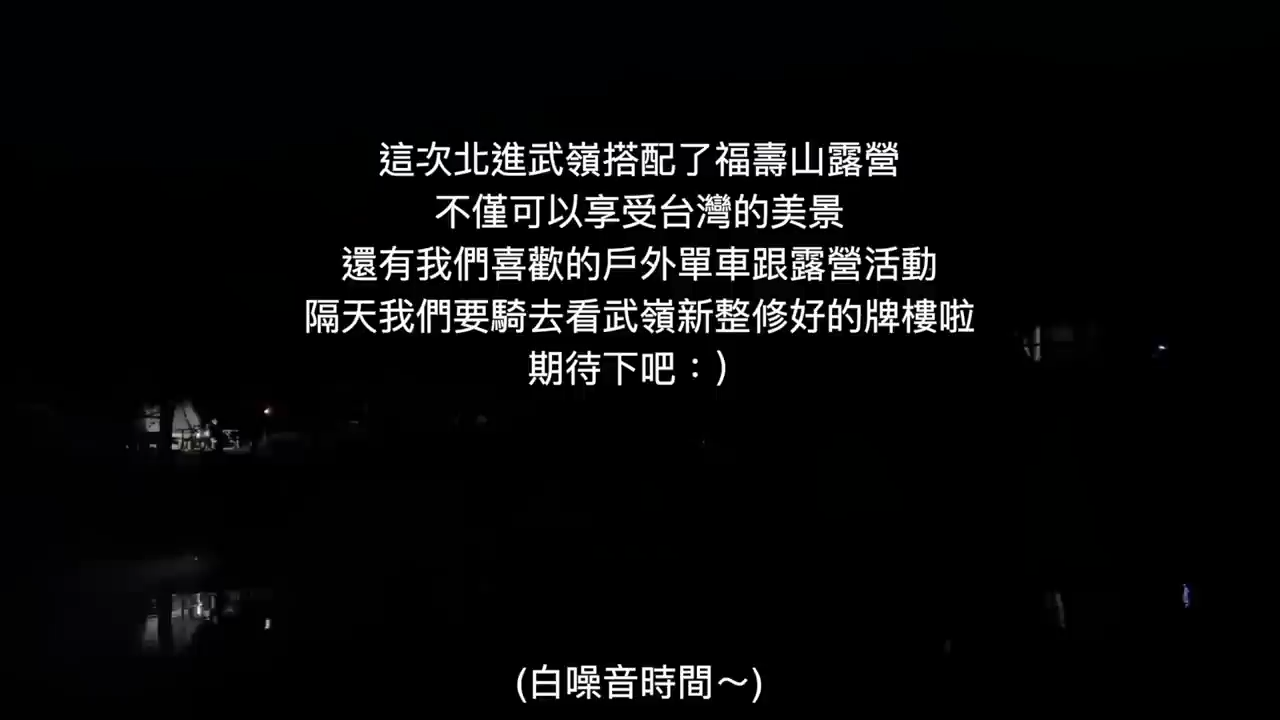 這次北進武嶺搭配了福壽山露營
不僅可以享受台灣的美景
還有我們喜歡的戶外單車跟露營活動
隔天我們要騎去看武嶺新整修好的牌樓啦
期待下吧：）
(白噪音時間～)